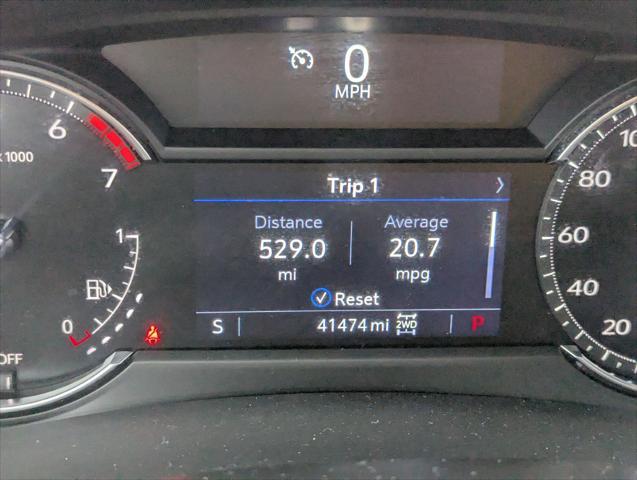 0
MPH
6
x1000
7
Trip 1
Distance
Average
529.0
20.7
mi
mpg
Reset
S
41474 mi
2WD
P
1
0
OFF
80
60
40
20